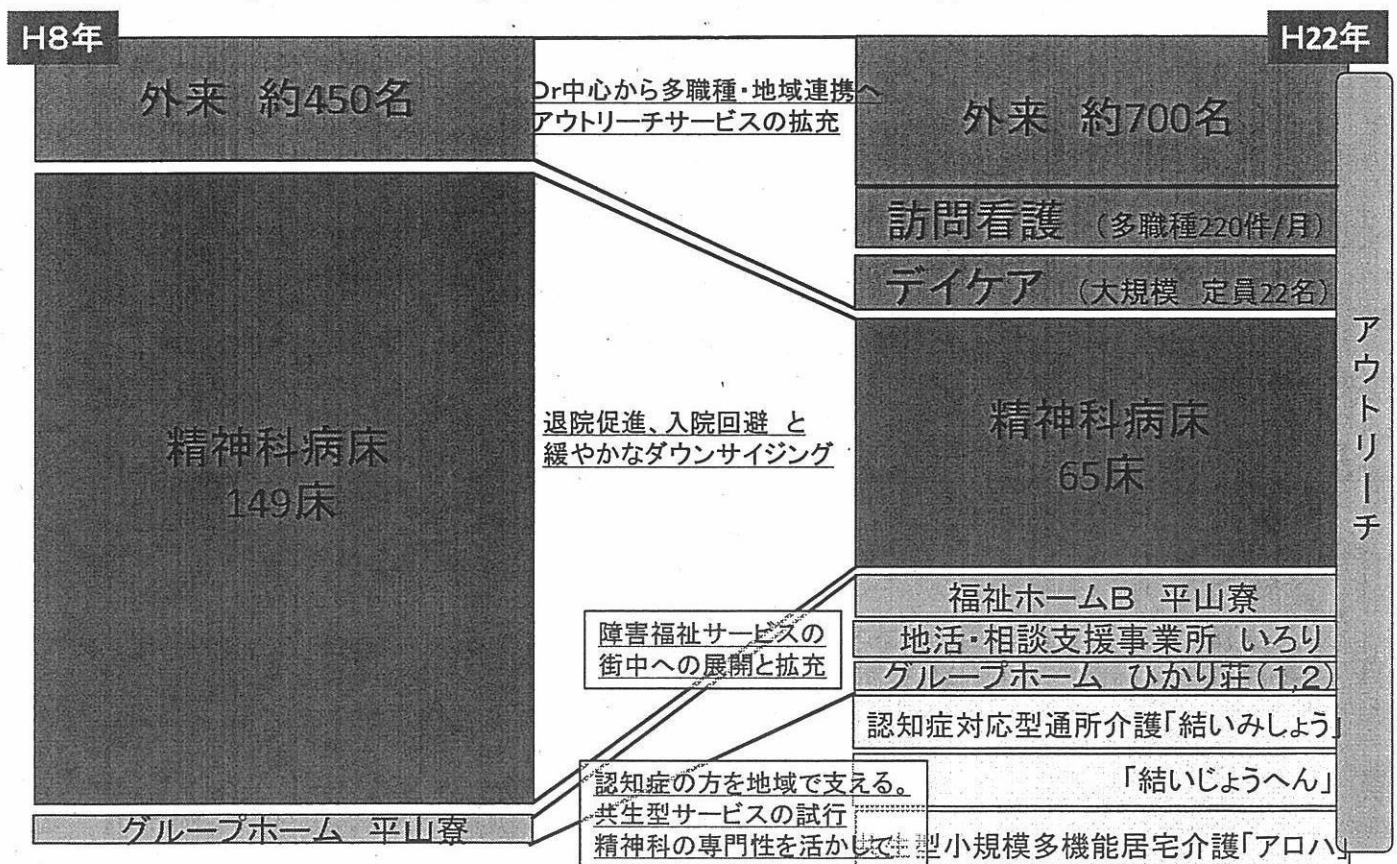 H8年
外来 約450名
精神科病床
149床
グループホーム 平山寮
Dr中心から多職種・地域連携へ
アウトリーチサービスの拡充
退院促進、入院回避 と
緩やかなダウンサイジング
障害福祉サービスの
街中への展開と拡充
認知症の方を地域で支える。
共生型サービスの試行
精神科の専門性を活かして
H22年
外来 約700名
訪問看護 (多職種220件/月)
デイケア (大規模 定員22名)
精神科病床
65床
福祉ホームB 平山寮
地活・相談支援事業所 いろり
グループホーム ひかり荘(1,2)
認知症対応型通所介護「結いみしょう」
「結いじょうへん」
生型小規模多機能居宅介護「アロハ」
アウトリーチ